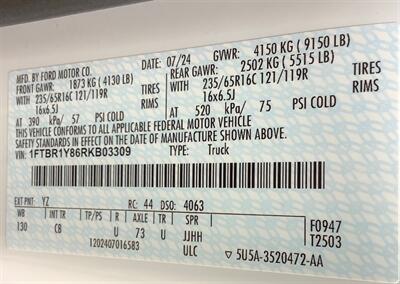 MFG. BY FORD MOTOR CO. DATE: 07/24 GVWR: 4150 KG (9150 LB)
FRONT GAWR: 1873 KG (4130 LB) REAR GAWR: 2502 KG (5515 LB)
WITH 235/65R16C 121/119R TIRES WITH 235/65R16C 121/119R TIRES
16x6.5J RIMS 16x6.5J RIMS
AT 390 kPa/ 57 PSI COLD AT 520 kPa/ 75 PSI COLD
THIS VEHICLE CONFORMS TO ALL APPLICABLE FEDERAL MOTOR VEHICLE
SAFETY STANDARDS IN EFFECT ON THE DATE OF MANUFACTURE SHOWN ABOVE.
VIN: 1FTBR1Y86RKB03309 TYPE: Truck
EXT PNT: YZ RC: 44 DSO: 4063
WB INT TR R AXLE TR SPR F0947
130 CB U 73 U JJHH T2503
1202407016583 ULC ▽ 5U5A-3520472-AA